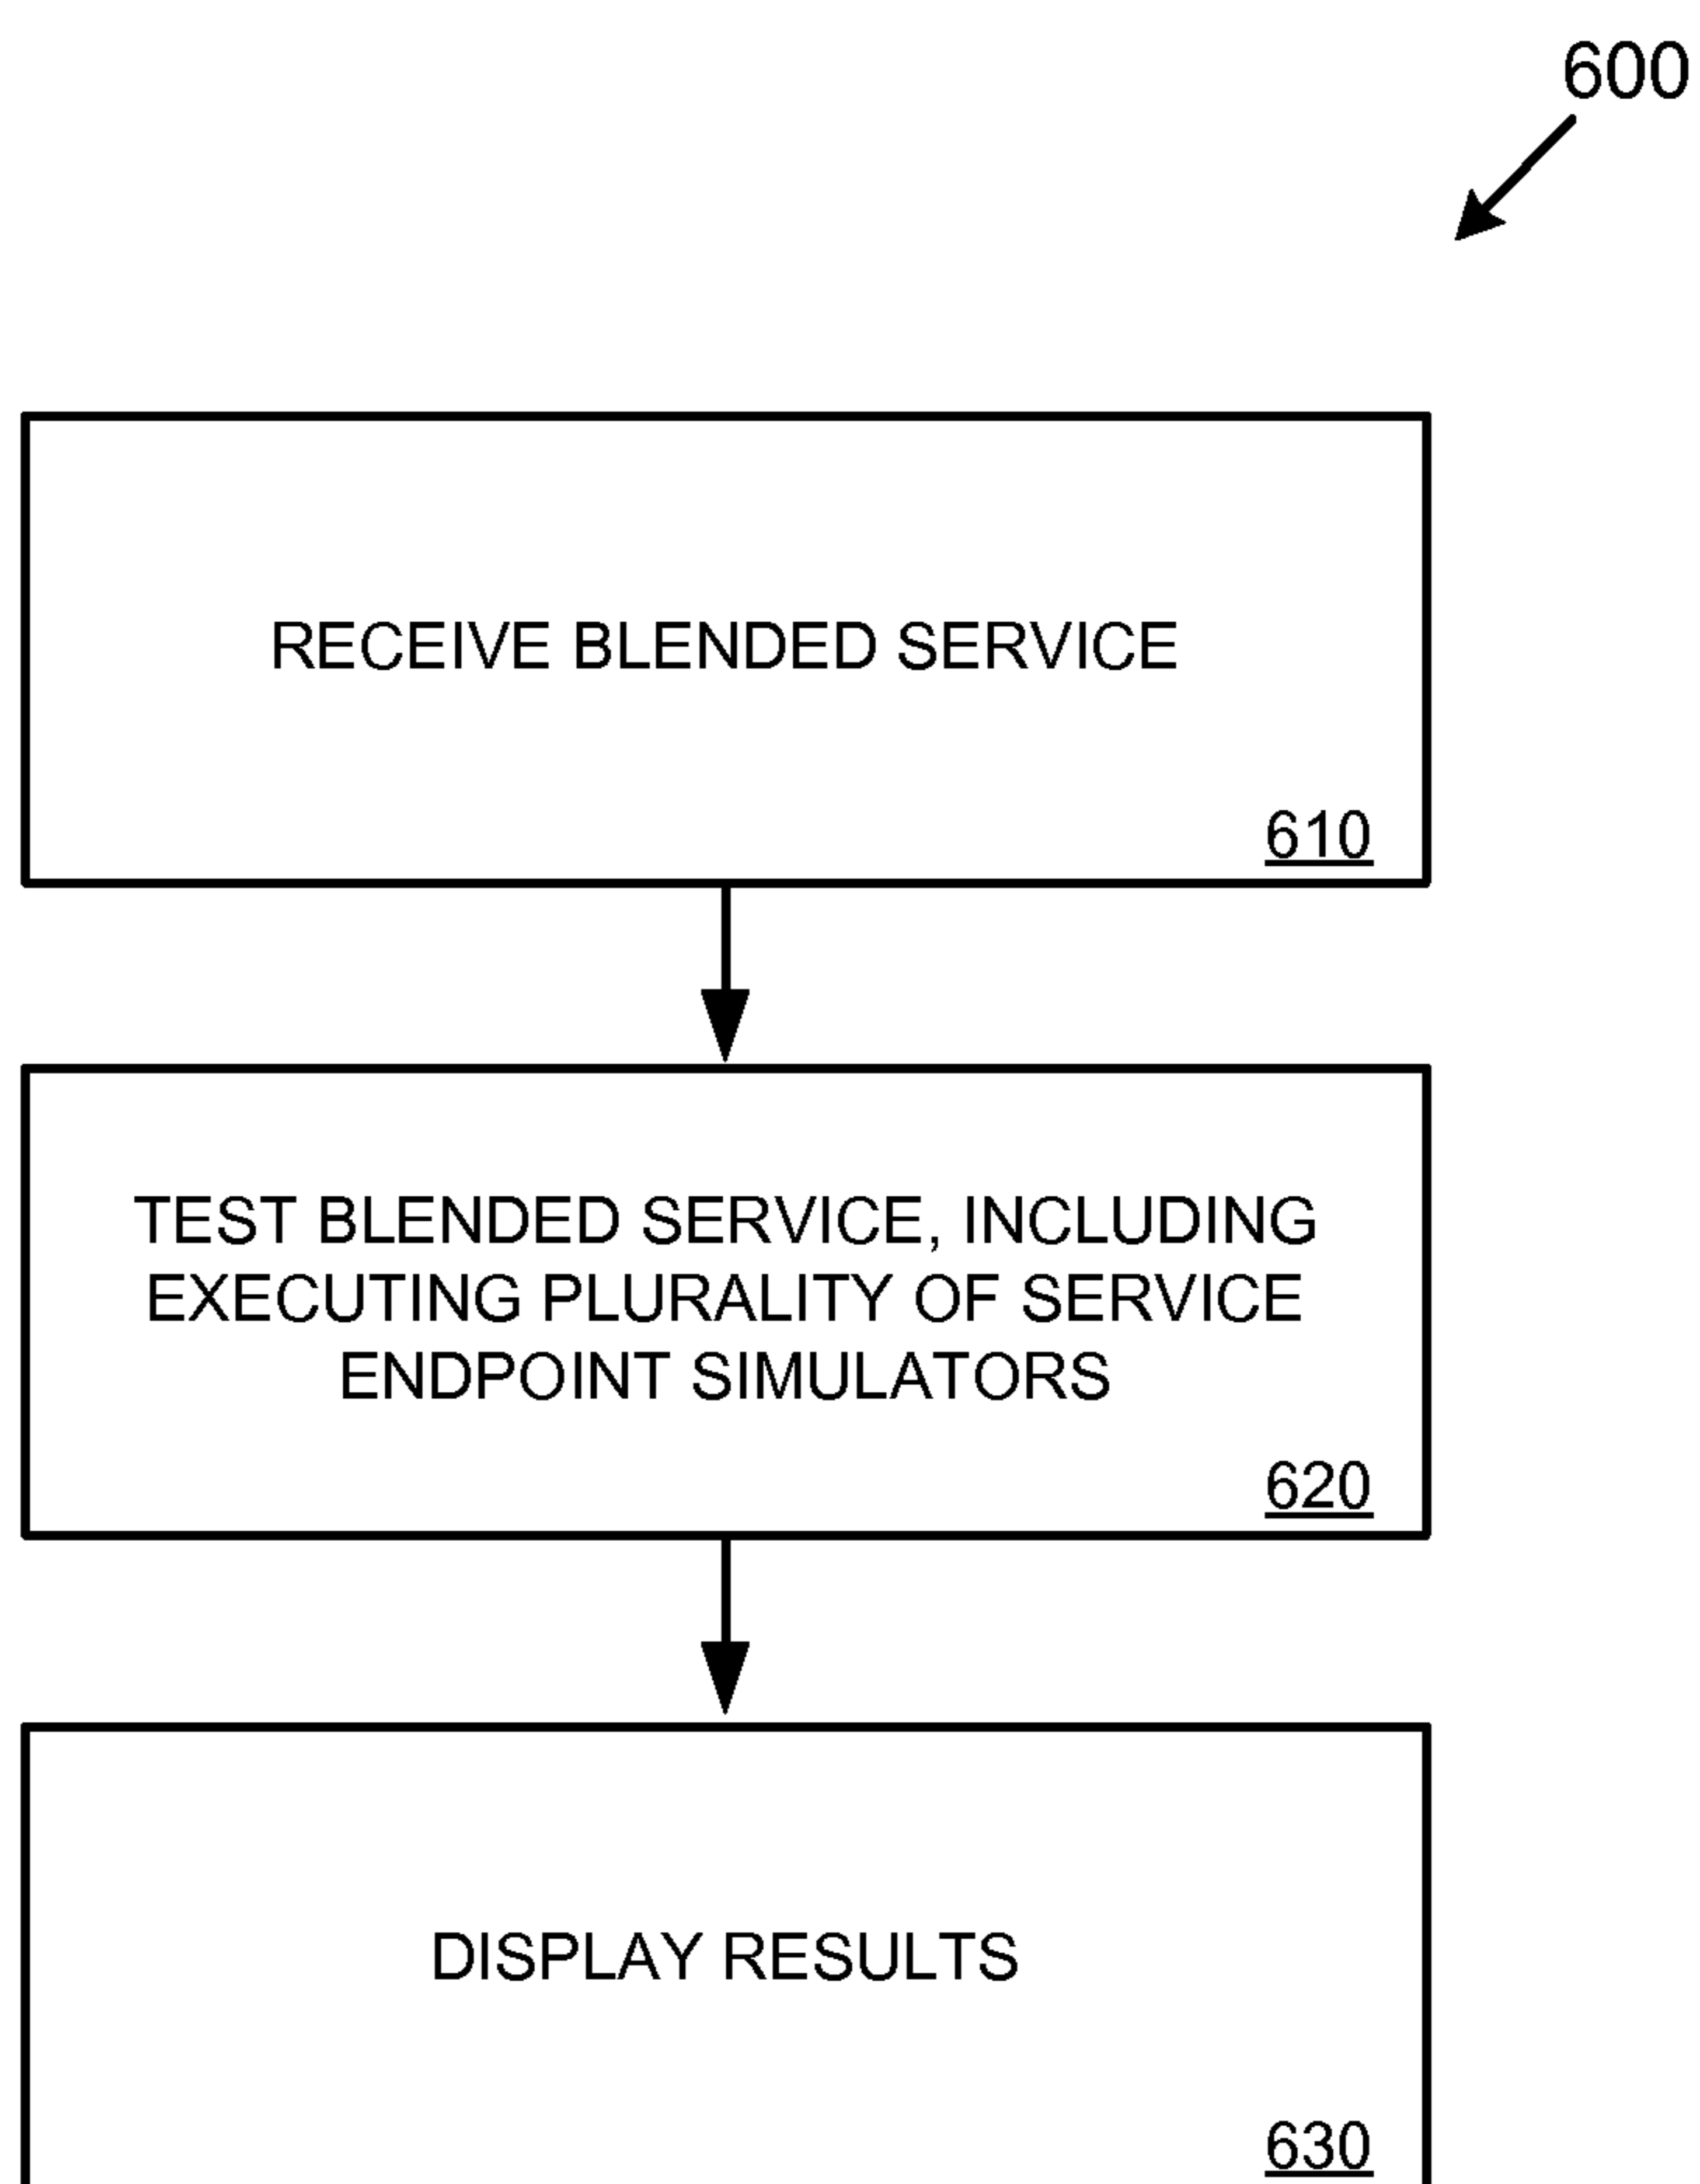 600
RECEIVE BLENDED SERVICE
610
TEST BLENDED SERVICE, INCLUDING
EXECUTING PLURALITY OF SERVICE
ENDPOINT SIMULATORS
620
DISPLAY RESULTS
630